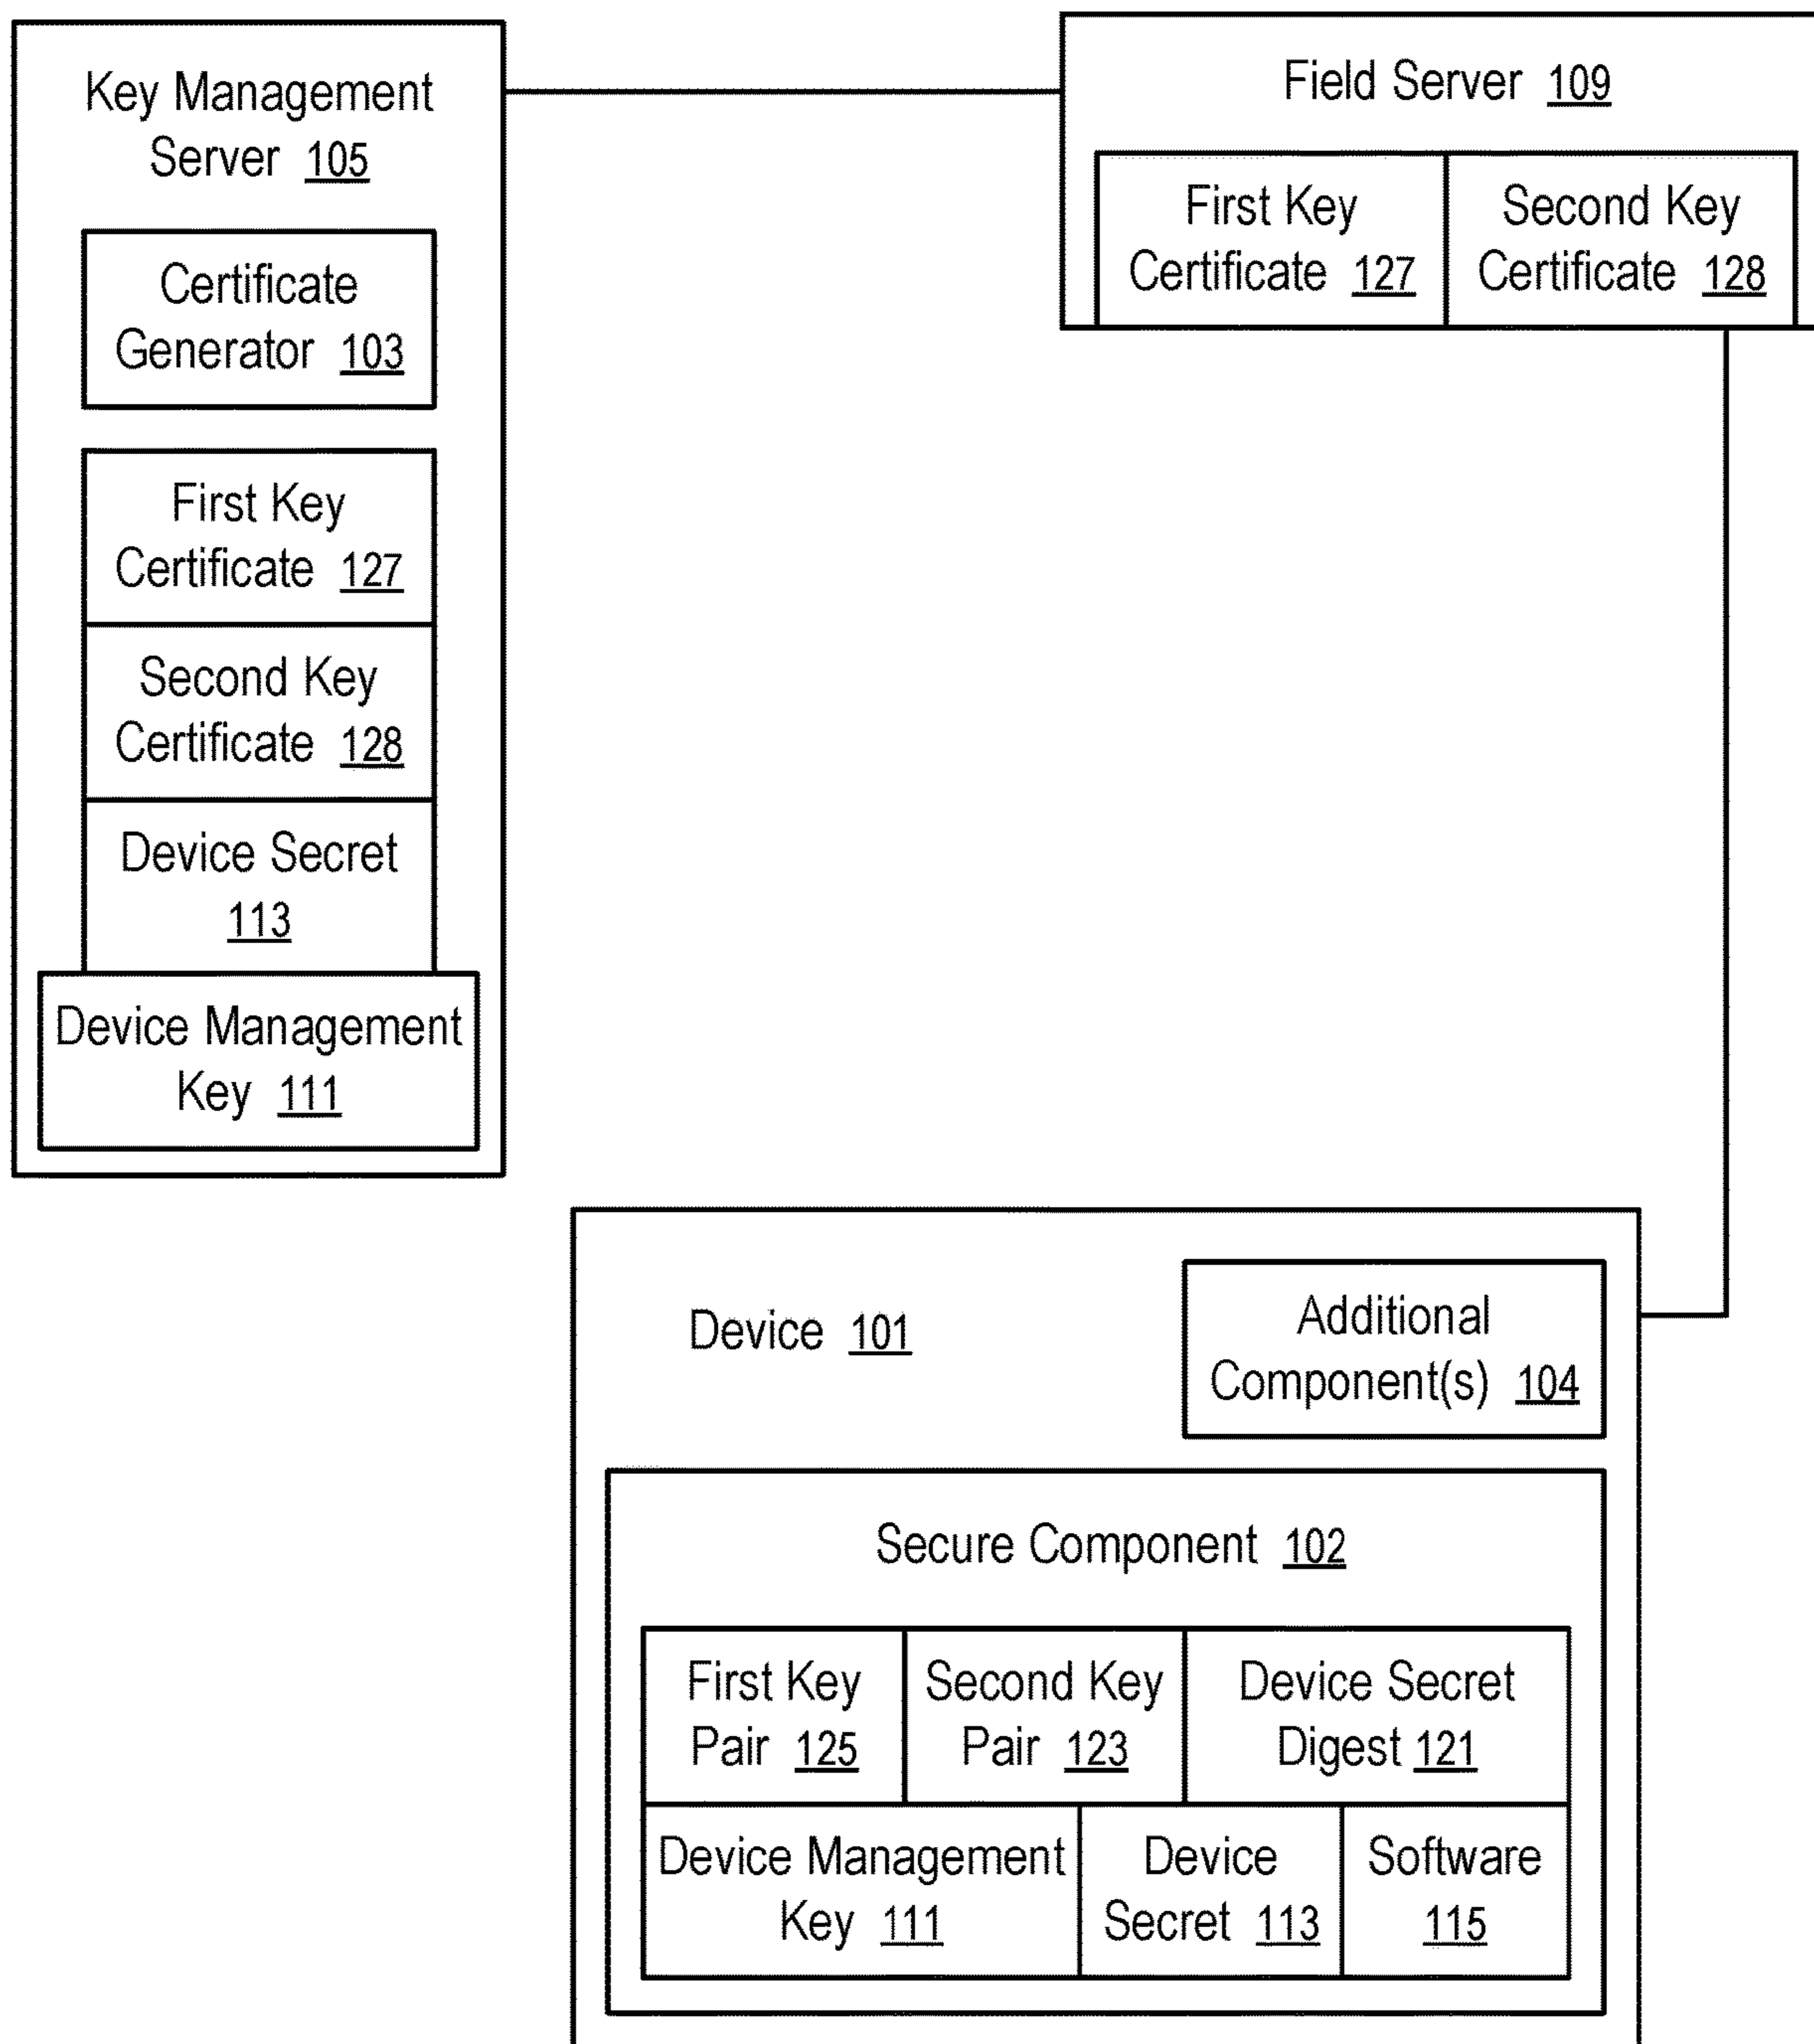 Key Management
Server 105
Certificate
Generator 103
First Key
Certificate 127
Second Key
Certificate 128
Device Secret
113
Device Management
Key 111
Field Server 109
First Key
Certificate 127
Second Key
Certificate 128
Device 101
Additional
Component(s) 104
Secure Component 102
First Key
Pair 125
Second Key
Pair 123
Device Secret
Digest 121
Device Management
Key 111
Device
Secret 113
Software
115